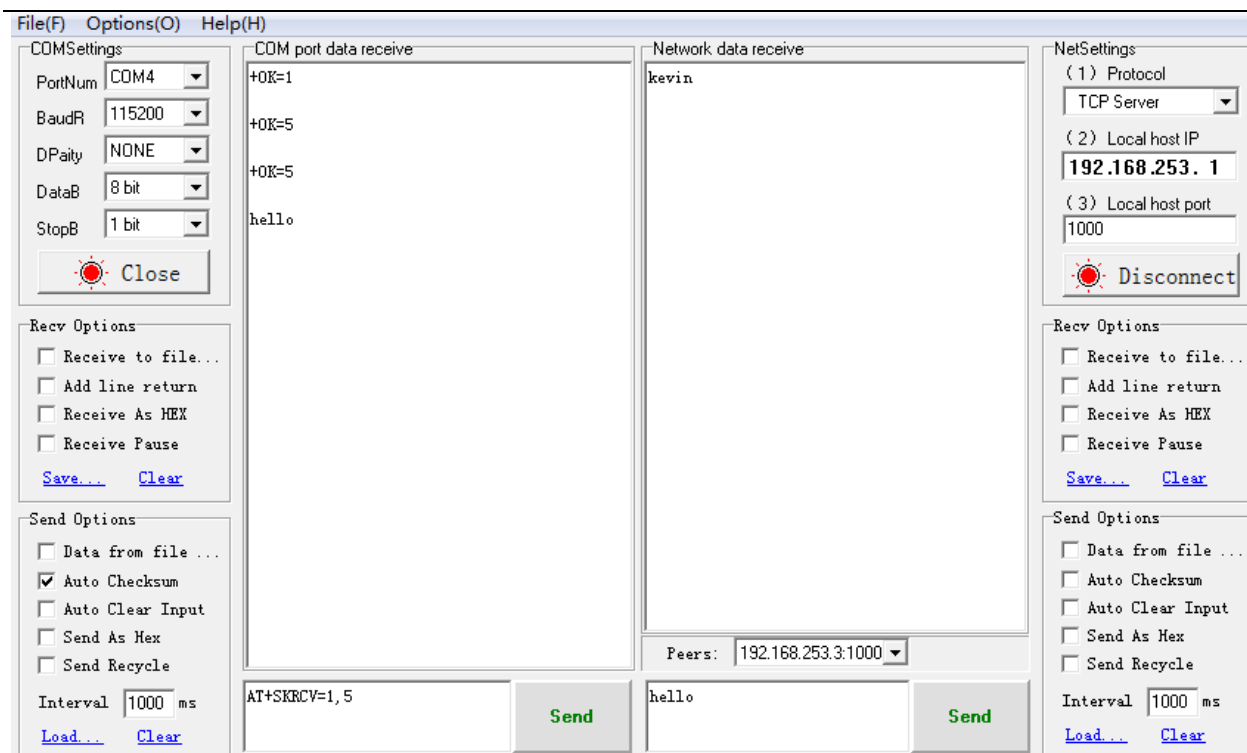 File(F) Options(O) Help(H)
COMSettings
PortNum COM4
BaudR 115200
DPaity NONE
DataB 8 bit
StopB 1 bit
Close
Recv Options
Receive to file...
Add line return
Receive As HEX
Receive Pause
Save... Clear
Send Options
Data from file ...
Auto Checksum
Auto Clear Input
Send As Hex
Send Recycle
Interval 1000 ms
Load... Clear
COM port data receive
+OK=1
+OK=5
+OK=5
hello
AT+SKRCV=1,5
Send
Network data receive
kevin
Peers: 192.168.253.3:1000
hello
Send
NetSettings
(1) Protocol
TCP Server
(2) Local host IP
192.168.253. 1
(3) Local host port
1000
Disconnect
Recv Options
Receive to file...
Add line return
Receive As HEX
Receive Pause
Save... Clear
Send Options
Data from file ...
Auto Checksum
Auto Clear Input
Send As Hex
Send Recycle
Interval 1000 ms
Load... Clear